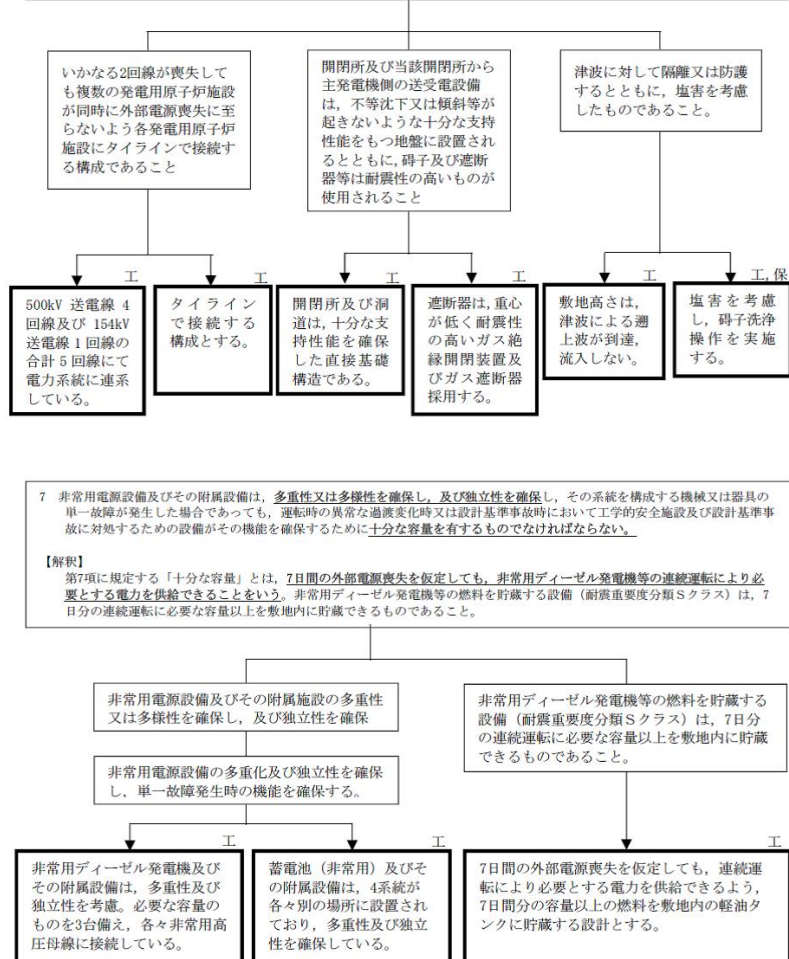 いかなる2回線が喪失して
も複数の発電用原子炉施設
が同時に外部電源喪失に至
らないよう各発電用原子炉
施設にタイラインで接続す
る構成であること
開閉所及び当該開閉所から
主発電機側の送受電設備
は，不等沈下又は傾斜等が
起きないような十分な支持
性能をもつ地盤に設置され
るとともに，碍子及び遮断
器等は耐震性の高いものが
使用されること
津波に対して隔離又は防護
するとともに，塩害を考慮
したものであること。
工
500kV 送電線 4
回線及び 154kV
送電線 1 回線の
合計 5 回線にて
電力系統に連系
している。
工
タイライン
で接続する
構成とする。
工
開閉所及び洞
道は，十分な支
持性能を確保
した直接基礎
構造である。
工
遮断器は，重心
が低く耐震性
の高いガス絶
縁開閉装置及
びガス遮断器
採用する。
工
敷地高さは，
津波による遡
上波が到達，
流入しない。
工，保
塩害を考慮
し，碍子洗浄
操作を実施
する。
7 非常用電源設備及びその附属設備は，多重性又は多様性を確保し，及び独立性を確保し，その系統を構成する機械又は器具の
単一故障が発生した場合であっても，運転時の異常な過渡変化時又は設計基準事故時において工学的安全施設及び設計基準事
故に対処するための設備がその機能を確保するために十分な容量を有するものでなければならない。
【解釈】
第7項に規定する「十分な容量」とは，7日間の外部電源喪失を仮定しても，非常用ディーゼル発電機等の連続運転により必
要とする電力を供給できることをいう。非常用ディーゼル発電機等の燃料を貯蔵する設備（耐震重要度分類Ｓクラス）は，7
日分の連続運転に必要な容量以上を敷地内に貯蔵できるものであること。
非常用電源設備及びその附属施設の多重性
又は多様性を確保し，及び独立性を確保
非常用ディーゼル発電機等の燃料を貯蔵する
設備（耐震重要度分類Ｓクラス）は，7日分
の連続運転に必要な容量以上を敷地内に貯蔵
できるものであること。
非常用電源設備の多重化及び独立性を確保
し，単一故障発生時の機能を確保する。
工
非常用ディーゼル発電機及び
その附属設備は，多重性及び
独立性を考慮。必要な容量の
ものを3台備え，各々非常用高
圧母線に接続している。
工
蓄電池（非常用）及びそ
の附属設備は，4系統が
各々別の場所に設置され
ており，多重性及び独立
性を確保している。
工
7日間の外部電源喪失を仮定しても，連続運
転により必要とする電力を供給できるよう，
7日間分の容量以上の燃料を敷地内の軽油タ
ンクに貯蔵する設計とする。